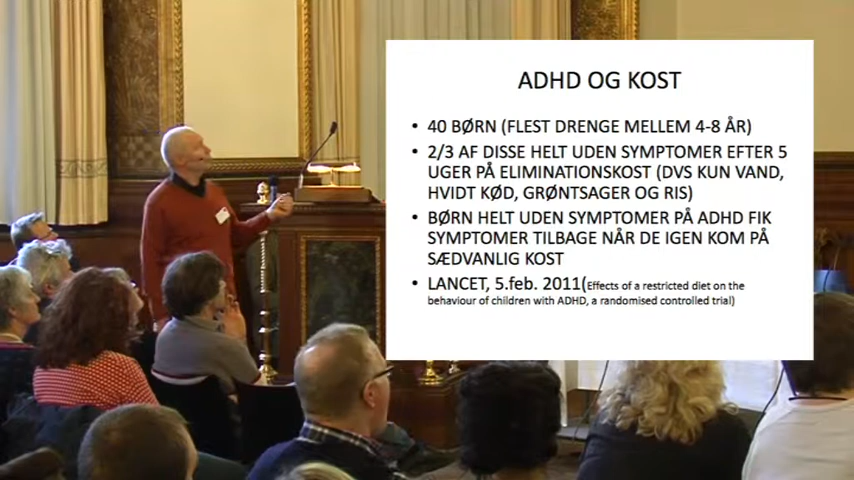 ADHD OG KOST
• 40 BØRN (FLEST DRENGE MELLEM 4-8 ÅR)
• 2/3 AF DISSE HELT UDEN SYMPTOMER EFTER 5
UGER PÅ ELIMINATIONSKOST (DVS KUN VAND,
HVIDT KØD, GRØNTSAGER OG RIS)
• BØRN HELT UDEN SYMPTOMER PÅ ADHD FIK
SYMPTOMER TILBAGE NÅR DE IGEN KOM PÅ
SÆDVANLIG KOST
• LANCET, 5.feb. 2011(Effects of a restricted diet on the
behaviour of children with ADHD, a randomised controlled trial)